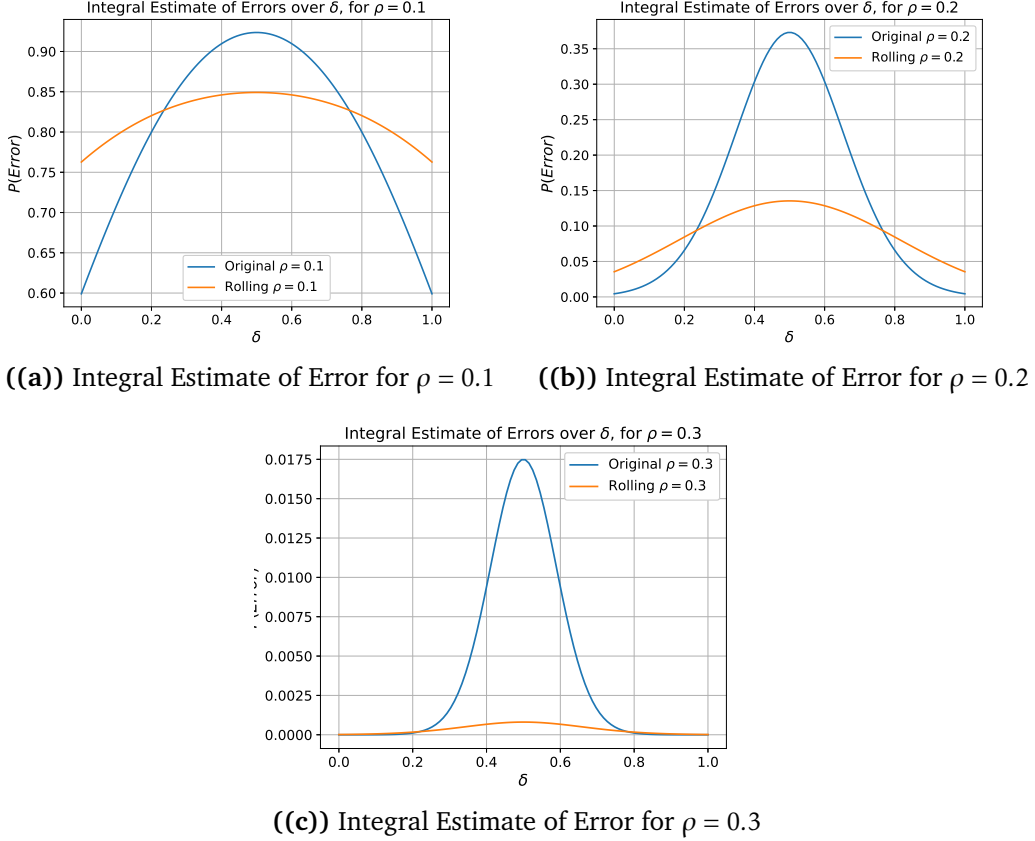 Integral Estimate of Errors over δ, for ρ = 0.1
P(Error)
0.90
0.85
0.80
0.75
0.70
0.65
0.60
Original ρ = 0.1
Rolling ρ = 0.1
0.0 0.2 0.4 0.6 0.8 1.0
δ
((a)) Integral Estimate of Error for ρ = 0.1
Integral Estimate of Errors over δ, for ρ = 0.2
P(Error)
0.35
0.30
0.25
0.20
0.15
0.10
0.05
0.00
Original ρ = 0.2
Rolling ρ = 0.2
0.0 0.2 0.4 0.6 0.8 1.0
δ
((b)) Integral Estimate of Error for ρ = 0.2
Integral Estimate of Errors over δ, for ρ = 0.3
0.0175
0.0150
0.0125
0.0100
0.0075
0.0050
0.0025
0.0000
Original ρ = 0.3
Rolling ρ = 0.3
0.0 0.2 0.4 0.6 0.8 1.0
δ
((c)) Integral Estimate of Error for ρ = 0.3